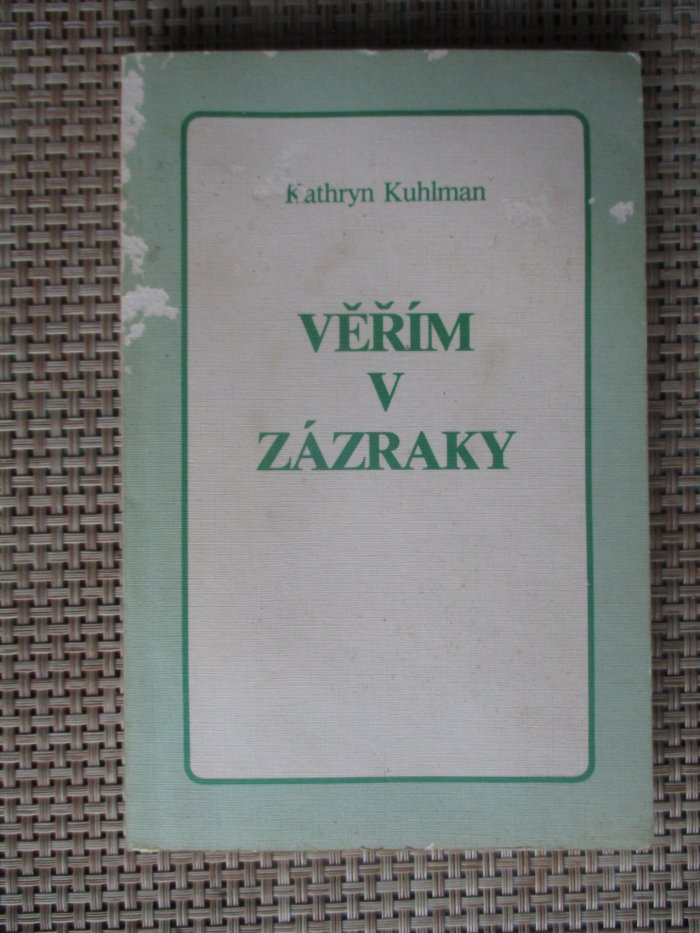 Kathryn Kuhlman
VĚŘÍM
V
ZÁZRAKY